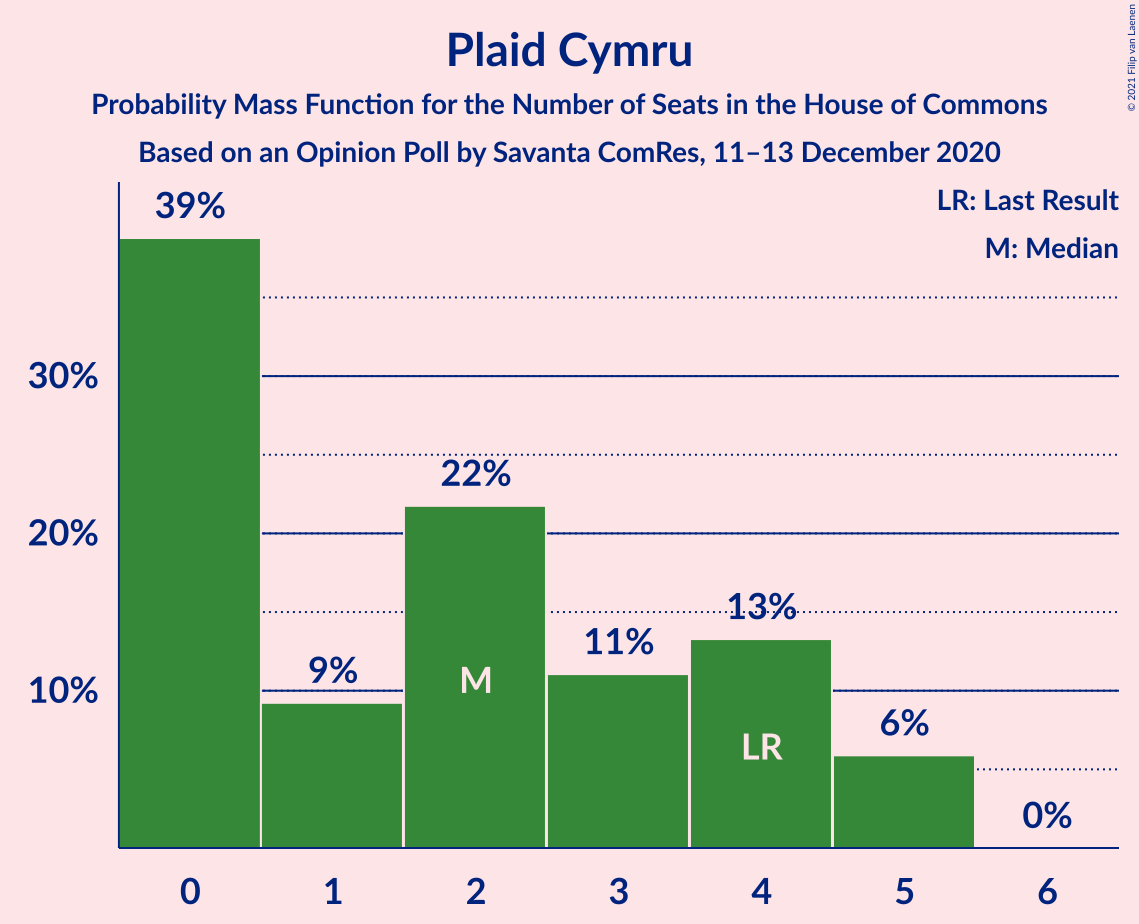 Plaid Cymru
Probability Mass Function for the Number of Seats in the House of Commons
Based on an Opinion Poll by Savanta ComRes, 11–13 December 2020
© 2021 Filip van Laenen
LR: Last Result
M: Median
39%
30%
22%
20%
13%
11%
9%
10%
M
6%
LR
0%
0 1 2 3 4 5 6